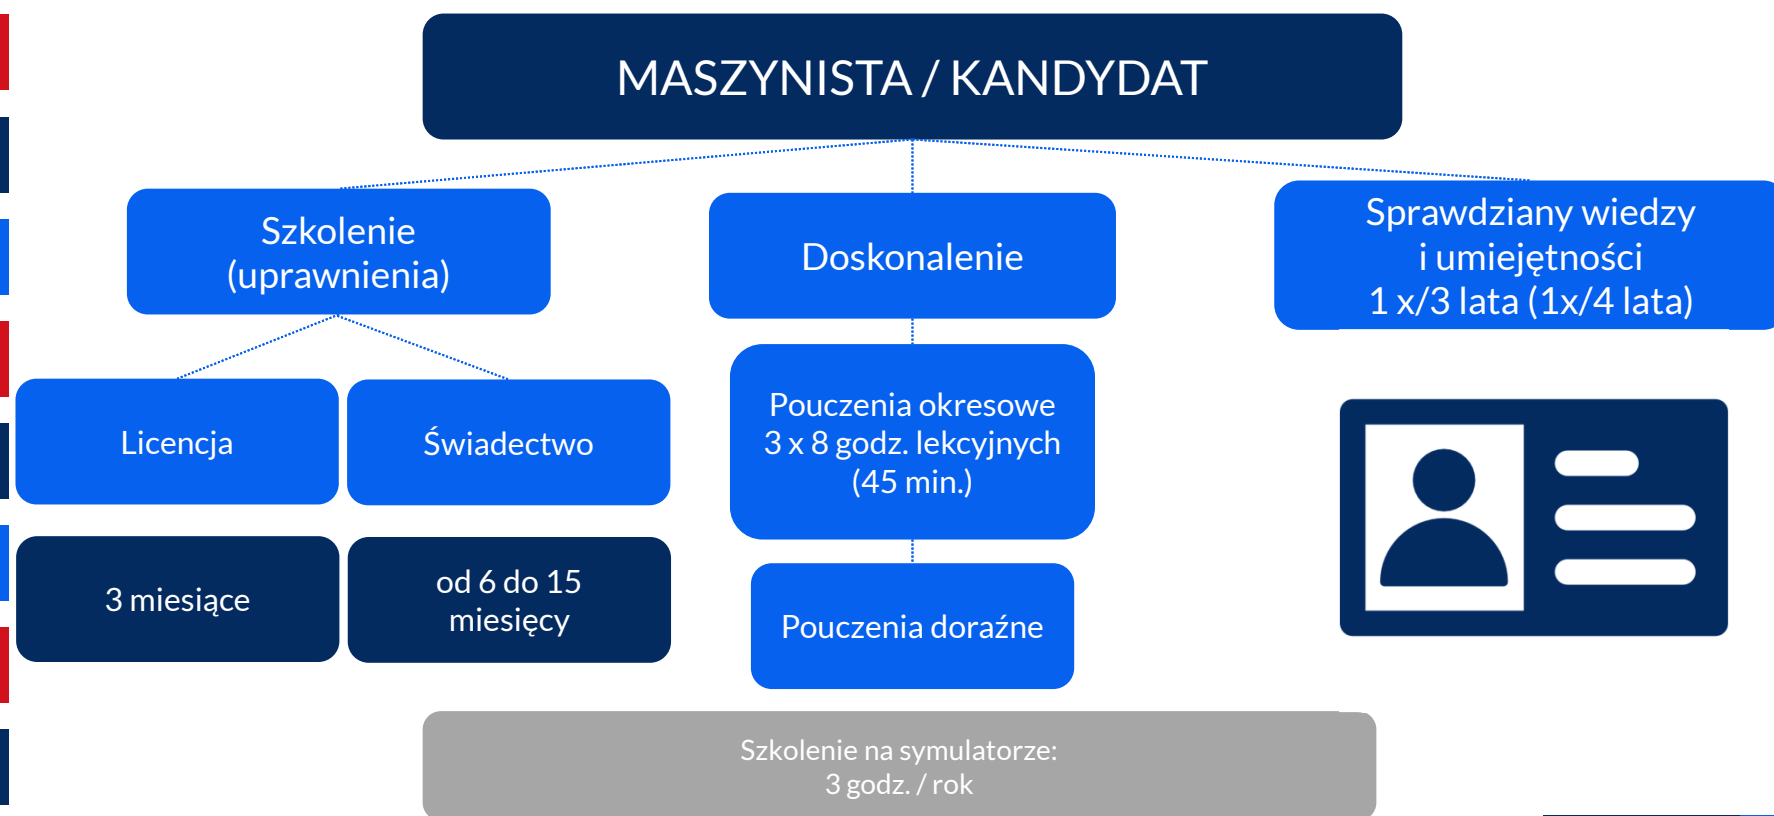 MASZYNISTA / KANDYDAT
Szkolenie
(uprawnienia)
Doskonalenie
Sprawdziany wiedzy
i umiejętności
1 x/3 lata (1x/4 lata)
Licencja
Świadectwo
Pouczenia okresowe
3 x 8 godz. lekcyjnych
(45 min.)
3 miesiące
od 6 do 15
miesięcy
Pouczenia doraźne
Szkolenie na symulatorze:
3 godz. / rok